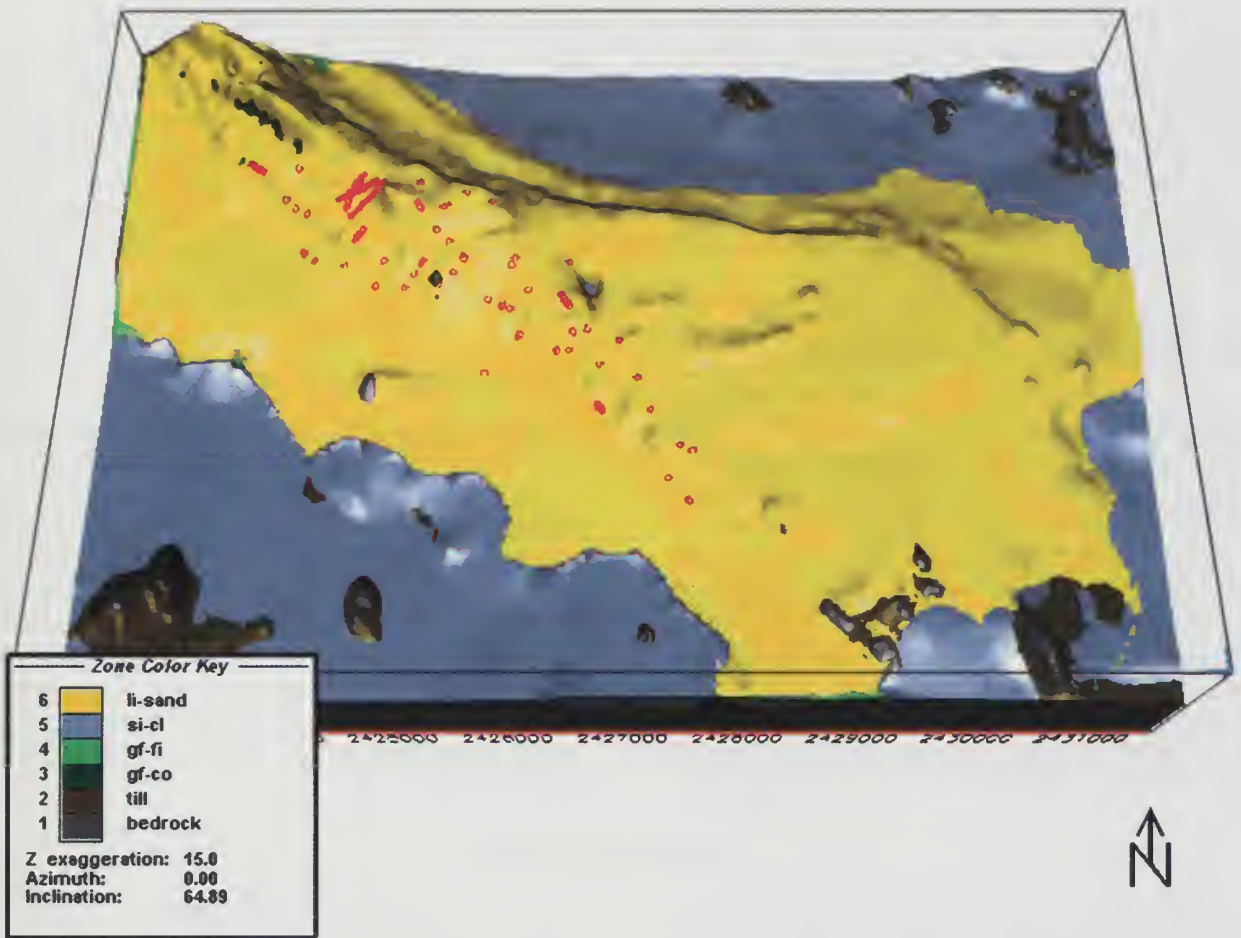 2425000 2426000 2427000 2428000 2429000 2430000 2431000
Zone Color Key
6 li-sand
5 si-cl
4 gf-fi
3 gf-co
2 till
1 bedrock
Z exaggeration: 15.0
Azimuth: 0.00
Inclination: 64.89
N